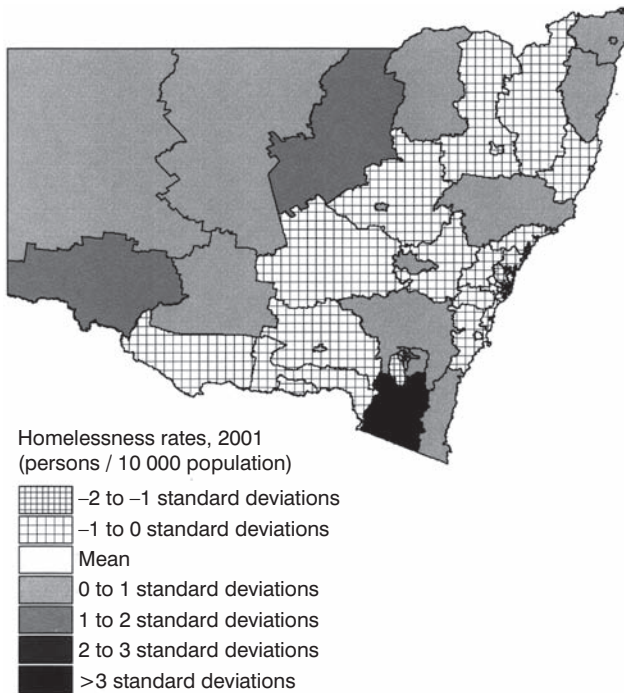 Homelessness rates, 2001
(persons / 10 000 population)
–2 to –1 standard deviations
–1 to 0 standard deviations
Mean
0 to 1 standard deviations
1 to 2 standard deviations
2 to 3 standard deviations
>3 standard deviations